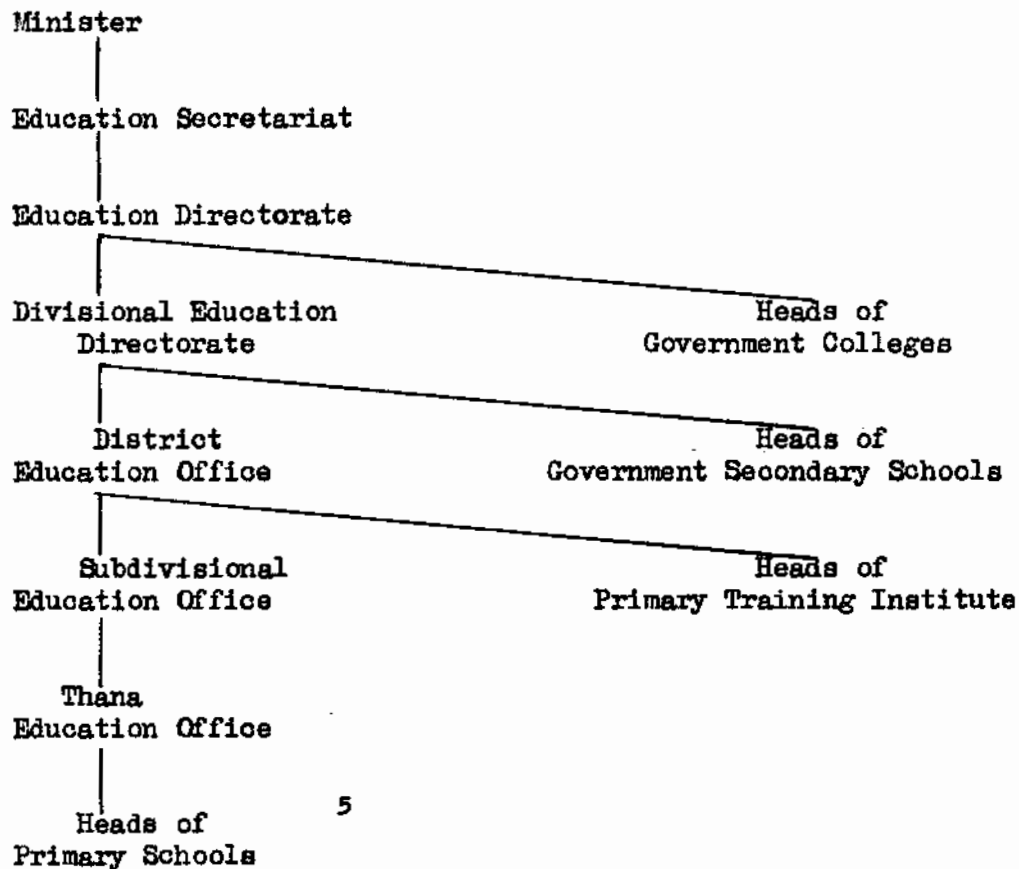 Minister
Education Secretariat
Education Directorate
Divisional Education
Directorate
Heads of
Government Colleges
District
Education Office
Heads of
Government Secondary Schools
Subdivisional
Education Office
Heads of
Primary Training Institute
Thana
Education Office
5
Heads of
Primary Schools